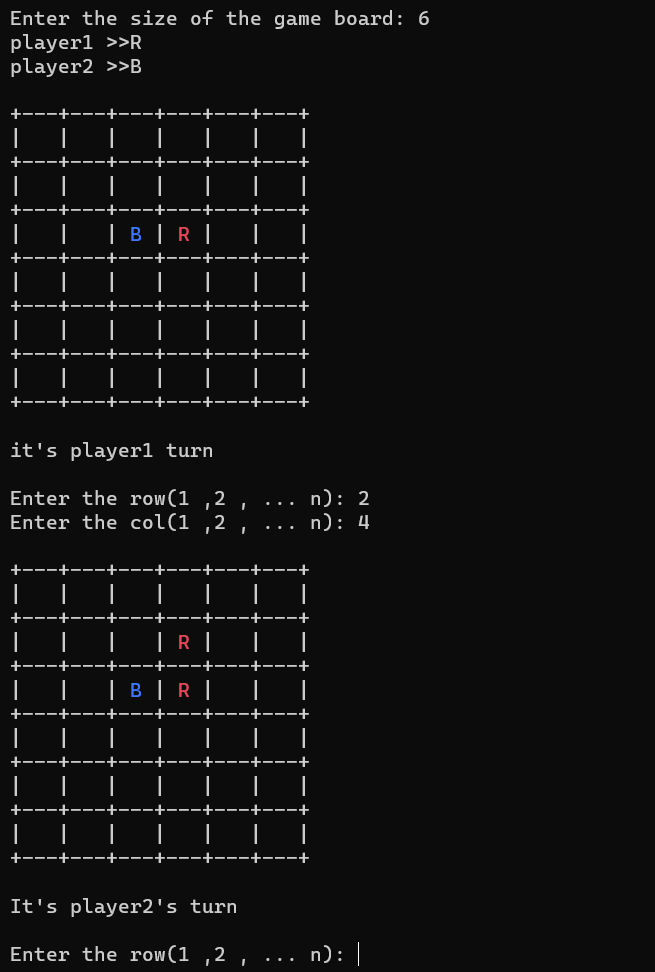 Enter the size of the game board: 6
player1 >>R
player2 >>B
+---+---+---+---+---+---+
|   |   |   |   |   |   |
+---+---+---+---+---+---+
|   |   |   |   |   |   |
+---+---+---+---+---+---+
|   |   | B | R |   |   |
+---+---+---+---+---+---+
|   |   |   |   |   |   |
+---+---+---+---+---+---+
|   |   |   |   |   |   |
+---+---+---+---+---+---+
|   |   |   |   |   |   |
+---+---+---+---+---+---+
it's player1 turn
Enter the row(1 ,2 , ... n): 2
Enter the col(1 ,2 , ... n): 4
+---+---+---+---+---+---+
|   |   |   |   |   |   |
+---+---+---+---+---+---+
|   |   |   | R |   |   |
+---+---+---+---+---+---+
|   |   | B | R |   |   |
+---+---+---+---+---+---+
|   |   |   |   |   |   |
+---+---+---+---+---+---+
|   |   |   |   |   |   |
+---+---+---+---+---+---+
|   |   |   |   |   |   |
+---+---+---+---+---+---+
It's player2's turn
Enter the row(1 ,2 , ... n):